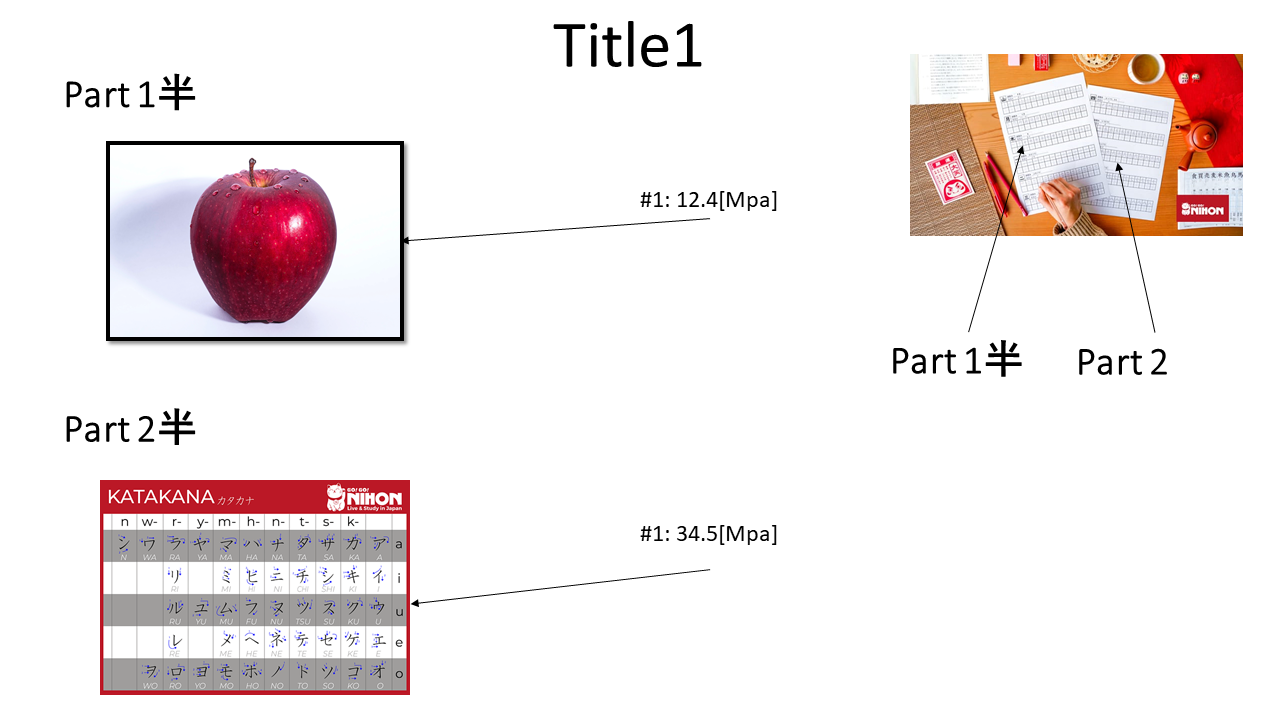 Title1
Part 1半
#1: 12.4[Mpa]
NIHON
Part 1半
Part 2
Part 2半
#1: 34.5[Mpa]
KATAKANA カタカナ
GO! GO! NIHON
Live & Study in Japan
n w- r- y- m- h- n- t- s- k-
ン ワ ラ ヤ マ ハ ナ タ サ カ ア a
N WA RA YA MA HA NA TA SA KA A
リ ミ ヒ ニ チ シ キ イ i
RI MI HI NI CHI SHI KI I
ル ユ ム フ ヌ ツ ス ク ウ u
RU YU MU FU NU TSU SU KU U
レ メ ヘ ネ テ セ ケ エ e
RE ME HE NE TE SE KE E
ヲ ロ ヨ モ ホ ノ ト ソ コ オ o
WO RO YO MO HO NO TO SO KO O